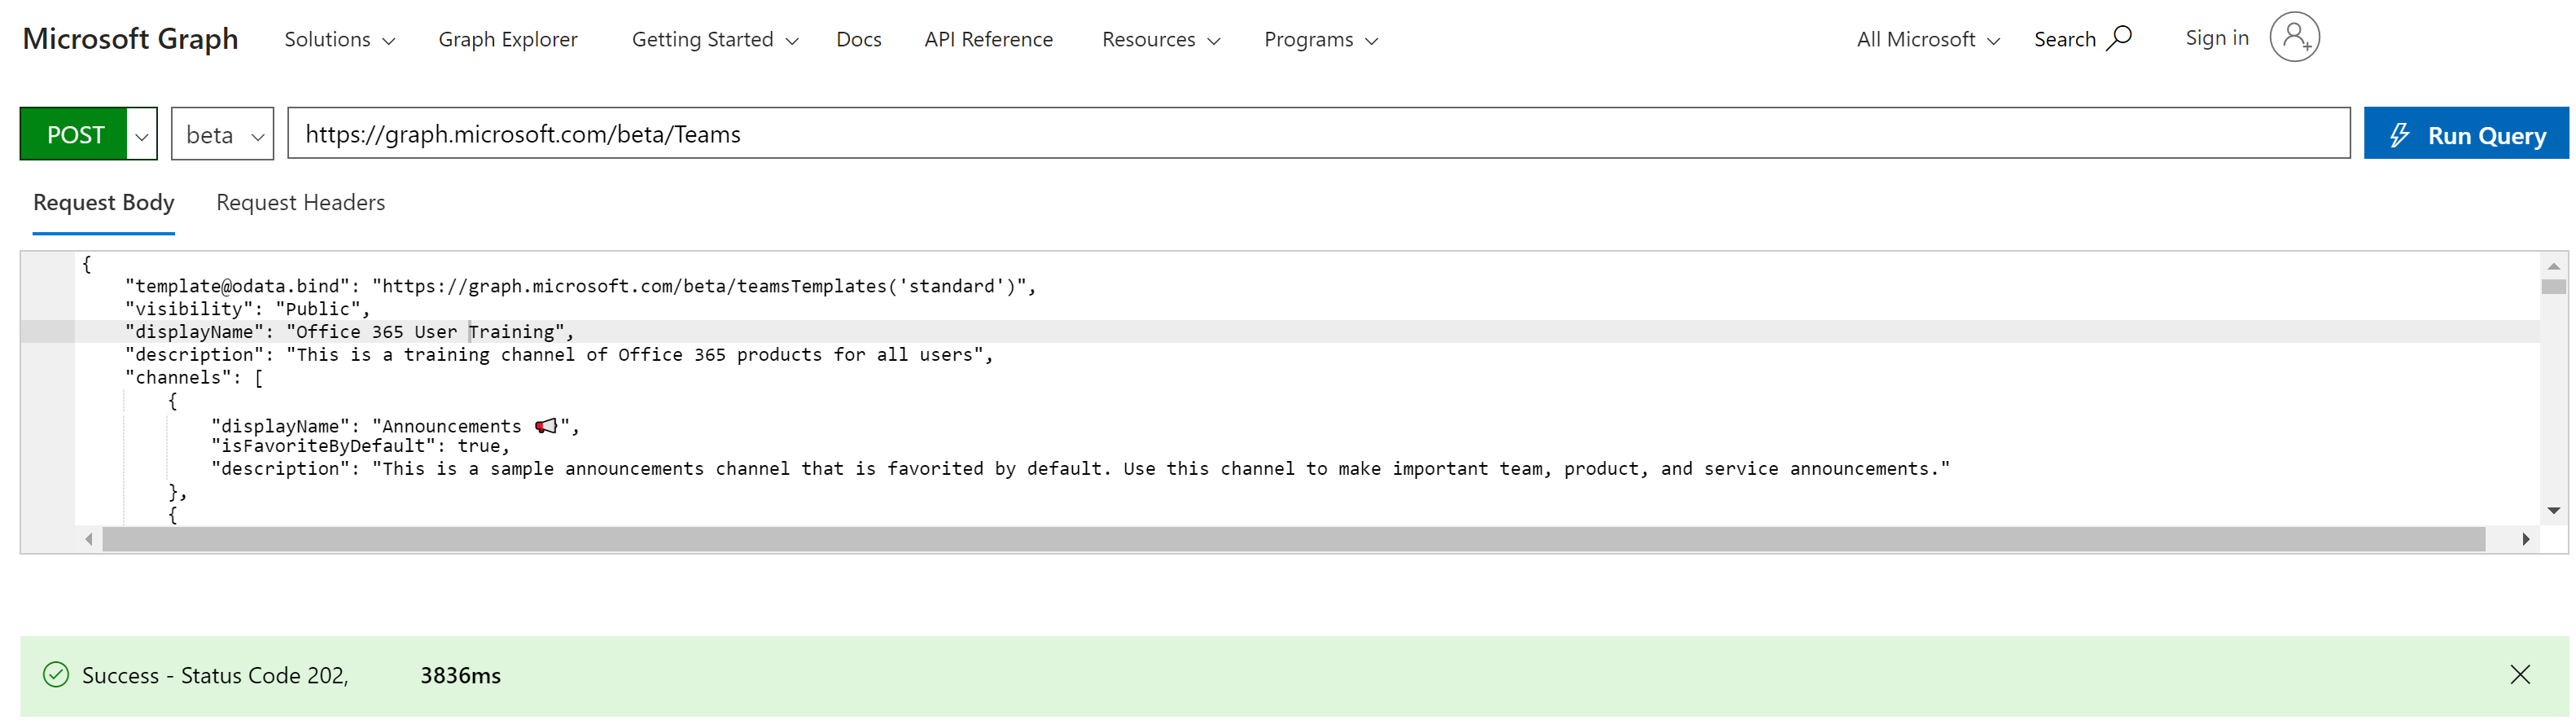 Microsoft Graph Solutions Graph Explorer Getting Started Docs API Reference Resources Programs All Microsoft Search Sign in
POST beta https://graph.microsoft.com/beta/Teams Run Query
Request Body Request Headers
{
"template@odata.bind": "https://graph.microsoft.com/beta/teamsTemplates('standard')",
"visibility": "Public",
"displayName": "Office 365 User Training",
"description": "This is a training channel of Office 365 products for all users",
"channels": [
{
"displayName": "Announcements 📢",
"isFavoriteByDefault": true,
"description": "This is a sample announcements channel that is favorited by default. Use this channel to make important team, product, and service announcements."
},
{
Success - Status Code 202, 3836ms